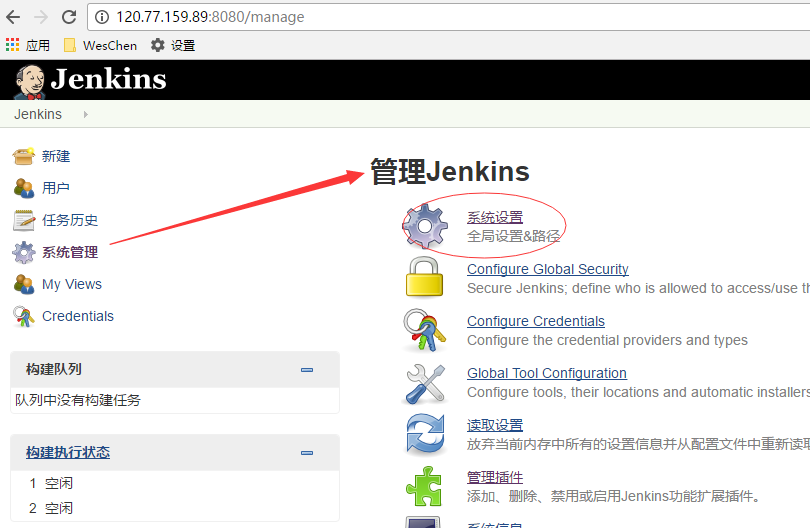 120.77.159.89:8080/manage
应用 WesChen 设置
Jenkins
Jenkins
新建
用户
任务历史
系统管理
My Views
Credentials
构建队列
队列中没有构建任务
构建执行状态
1 空闲
2 空闲
管理Jenkins
系统设置
全局设置&路径
Configure Global Security
Secure Jenkins; define who is allowed to access/use th
Configure Credentials
Configure the credential providers and types
Global Tool Configuration
Configure tools, their locations and automatic installers
读取设置
放弃当前内存中所有的设置信息并从配置文件中重新读取
管理插件
添加、删除、禁用或启用Jenkins功能扩展插件。
系统信息